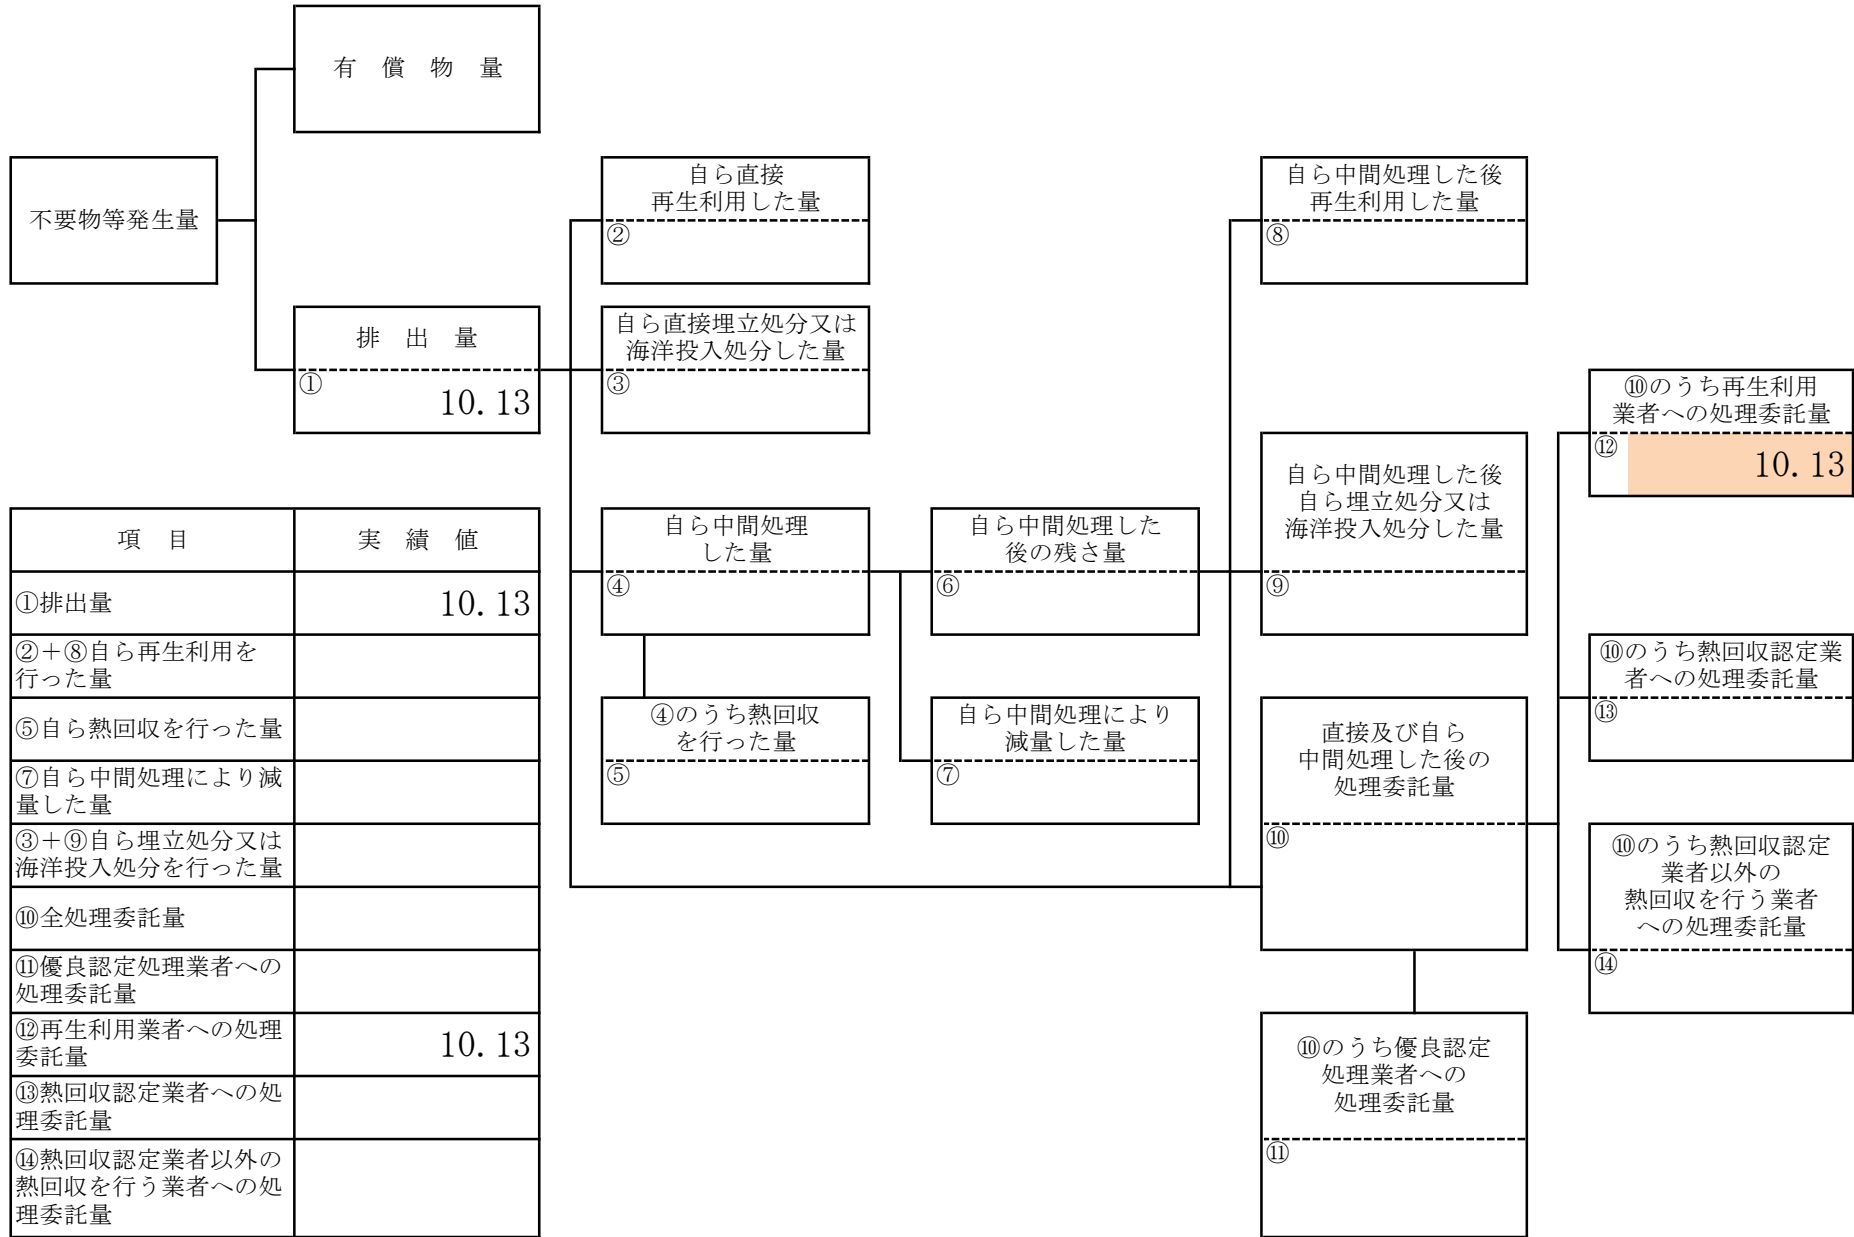 有 償 物 量
不要物等発生量
排 出 量
①
10.13
自ら直接
再生利用した量
②
自ら直接埋立処分又は
海洋投入処分した量
③
自ら中間処理
した量
④
④のうち熱回収
を行った量
⑤
自ら中間処理した
後の残さ量
⑥
自ら中間処理により
減量した量
⑦
自ら中間処理した後
再生利用した量
⑧
自ら中間処理した後
自ら埋立処分又は
海洋投入処分した量
⑨
直接及び自ら
中間処理した後の
処理委託量
⑩
⑩のうち優良認定
処理業者への
処理委託量
⑪
⑩のうち再生利用
業者への処理委託量
⑫
10.13
⑩のうち熱回収認定業
者への処理委託量
⑬
⑩のうち熱回収認定
業者以外の
熱回収を行う業者
への処理委託量
⑭
項 目 実 績 値
①排出量 10.13
②＋⑧自ら再生利用を
行った量
⑤自ら熱回収を行った量
⑦自ら中間処理により減
量した量
③＋⑨自ら埋立処分又は
海洋投入処分を行った量
⑩全処理委託量
⑪優良認定処理業者への
処理委託量
⑫再生利用業者への処理
委託量 10.13
⑬熱回収認定業者への処
理委託量
⑭熱回収認定業者以外の
熱回収を行う業者への処
理委託量